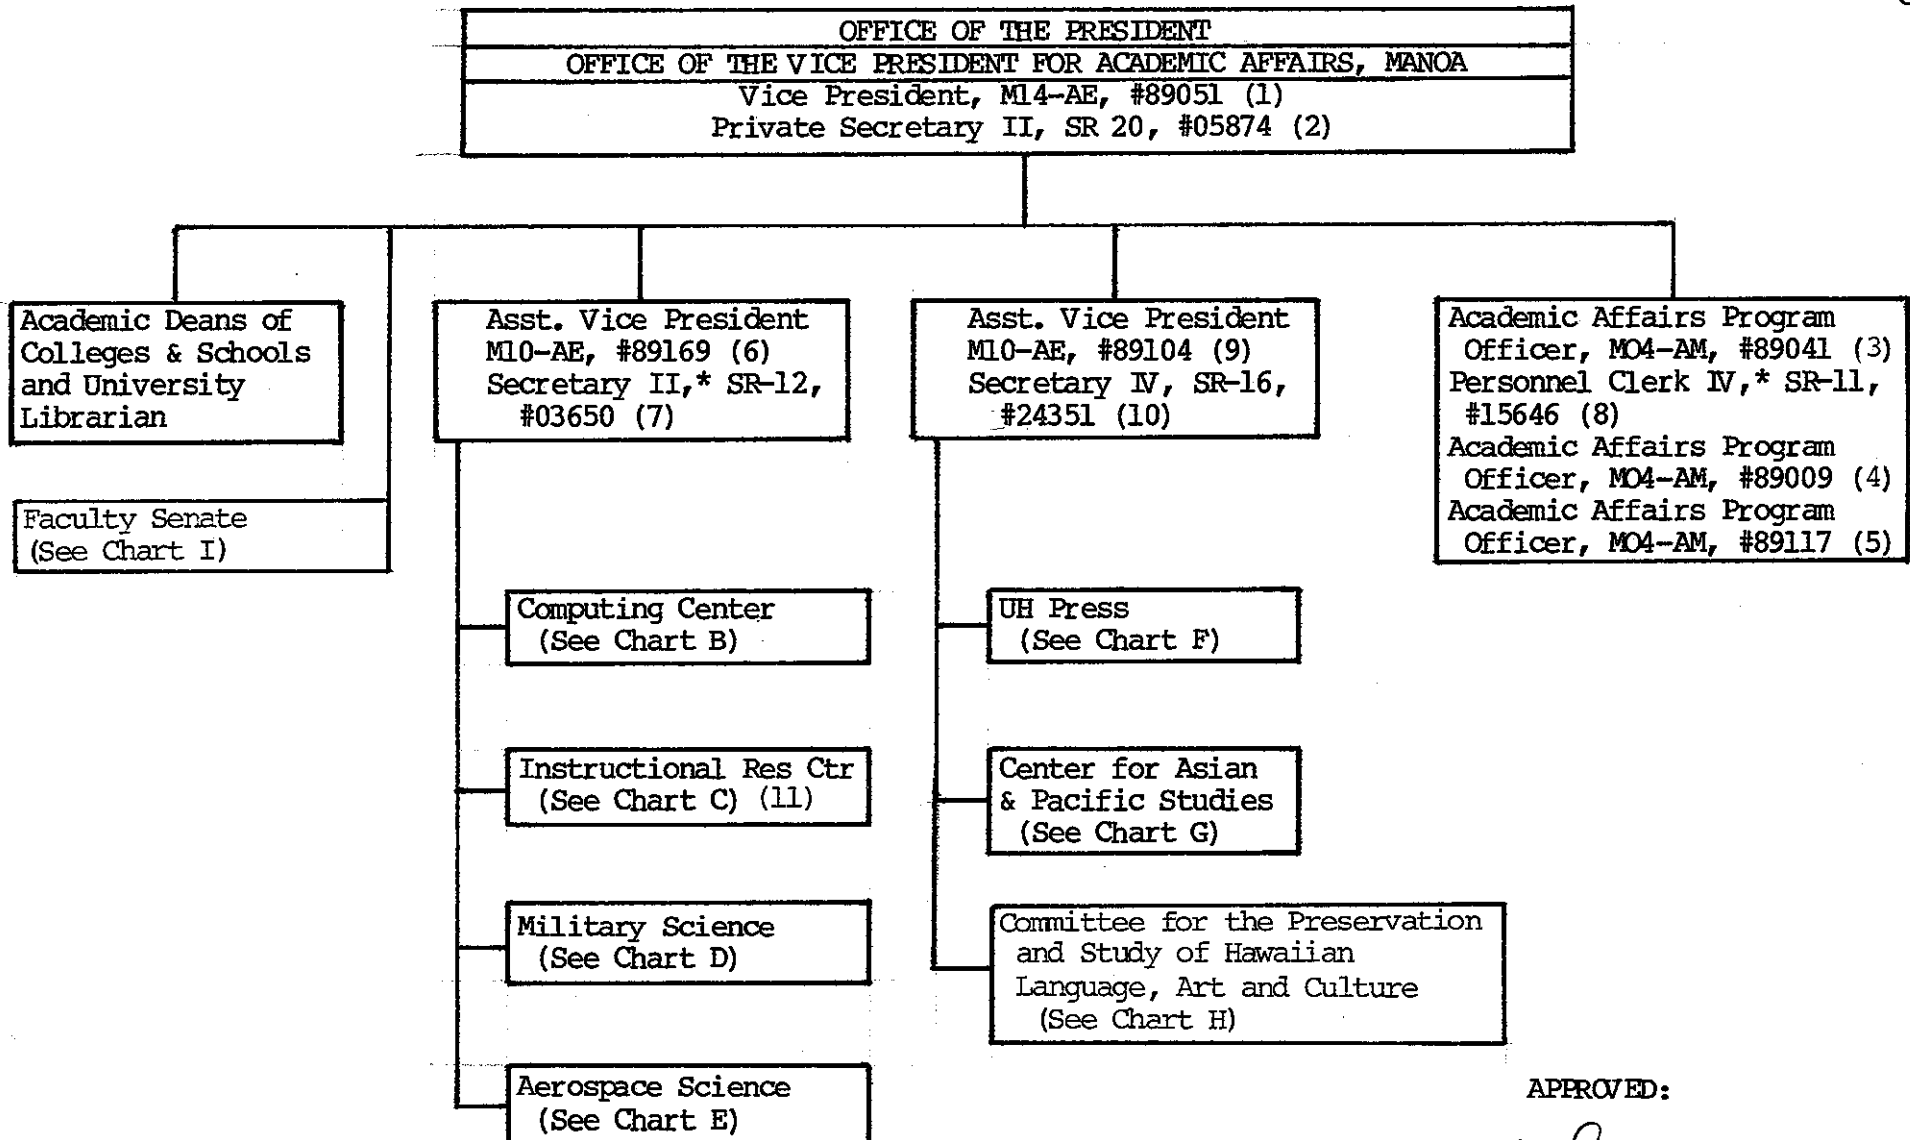 OFFICE OF THE PRESIDENT
OFFICE OF THE VICE PRESIDENT FOR ACADEMIC AFFAIRS, MANOA
Vice President, M14-AE, #89051 (1)
Private Secretary II, SR 20, #05874 (2)
Academic Deans of
Colleges & Schools
and University
Librarian
Faculty Senate
(See Chart I)
Asst. Vice President
M10-AE, #89169 (6)
Secretary II,* SR-12,
#03650 (7)
Computing Center
(See Chart B)
Instructional Res Ctr
(See Chart C) (11)
Military Science
(See Chart D)
Aerospace Science
(See Chart E)
Asst. Vice President
M10-AE, #89104 (9)
Secretary IV, SR-16,
#24351 (10)
UH Press
(See Chart F)
Center for Asian
& Pacific Studies
(See Chart G)
Committee for the Preservation
and Study of Hawaiian
Language, Art and Culture
(See Chart H)
Academic Affairs Program
Officer, MO4-AM, #89041 (3)
Personnel Clerk IV,* SR-11,
#15646 (8)
Academic Affairs Program
Officer, MO4-AM, #89009 (4)
Academic Affairs Program
Officer, MO4-AM, #89117 (5)
APPROVED: